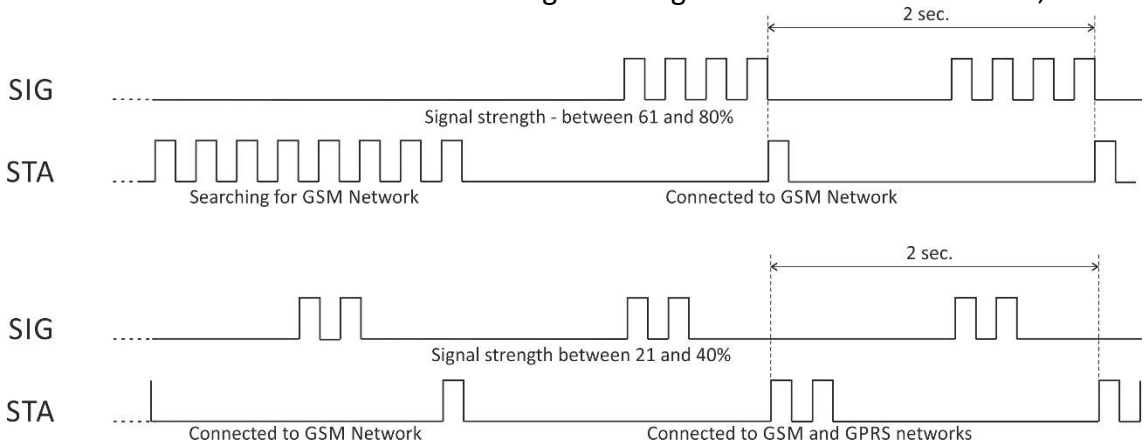 2 sec.
SIG
Signal strength - between 61 and 80%
STA
Searching for GSM Network Connected to GSM Network
2 sec.
SIG
Signal strength between 21 and 40%
STA
Connected to GSM Network Connected to GSM and GPRS networks